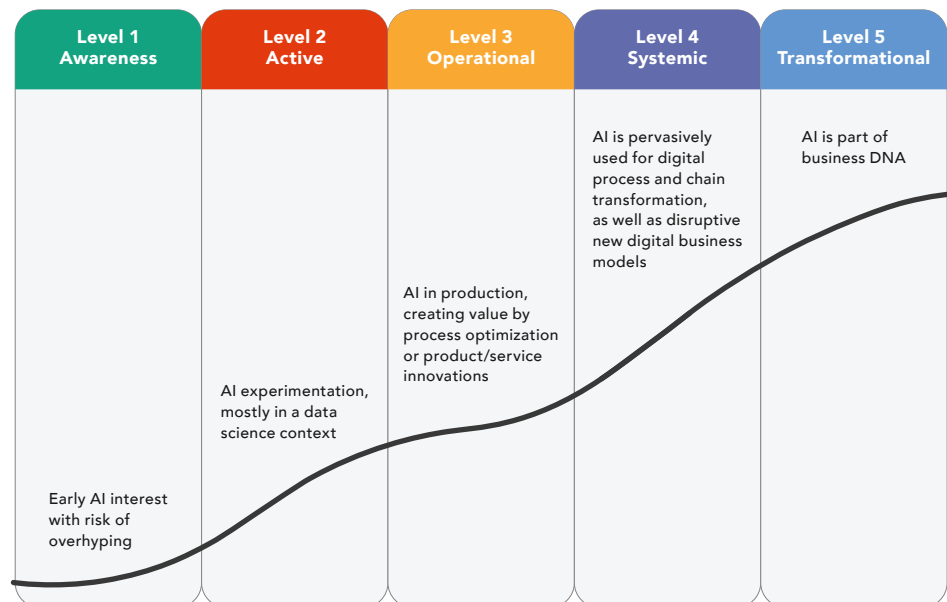 Level 1
Awareness
Level 2
Active
Level 3
Operational
Level 4
Systemic
Level 5
Transformational
Early AI interest
with risk of
overhyping
AI experimentation,
mostly in a data
science context
AI in production,
creating value by
process optimization
or product/service
innovations
AI is pervasively
used for digital
process and chain
transformation,
as well as disruptive
new digital business
models
AI is part of
business DNA